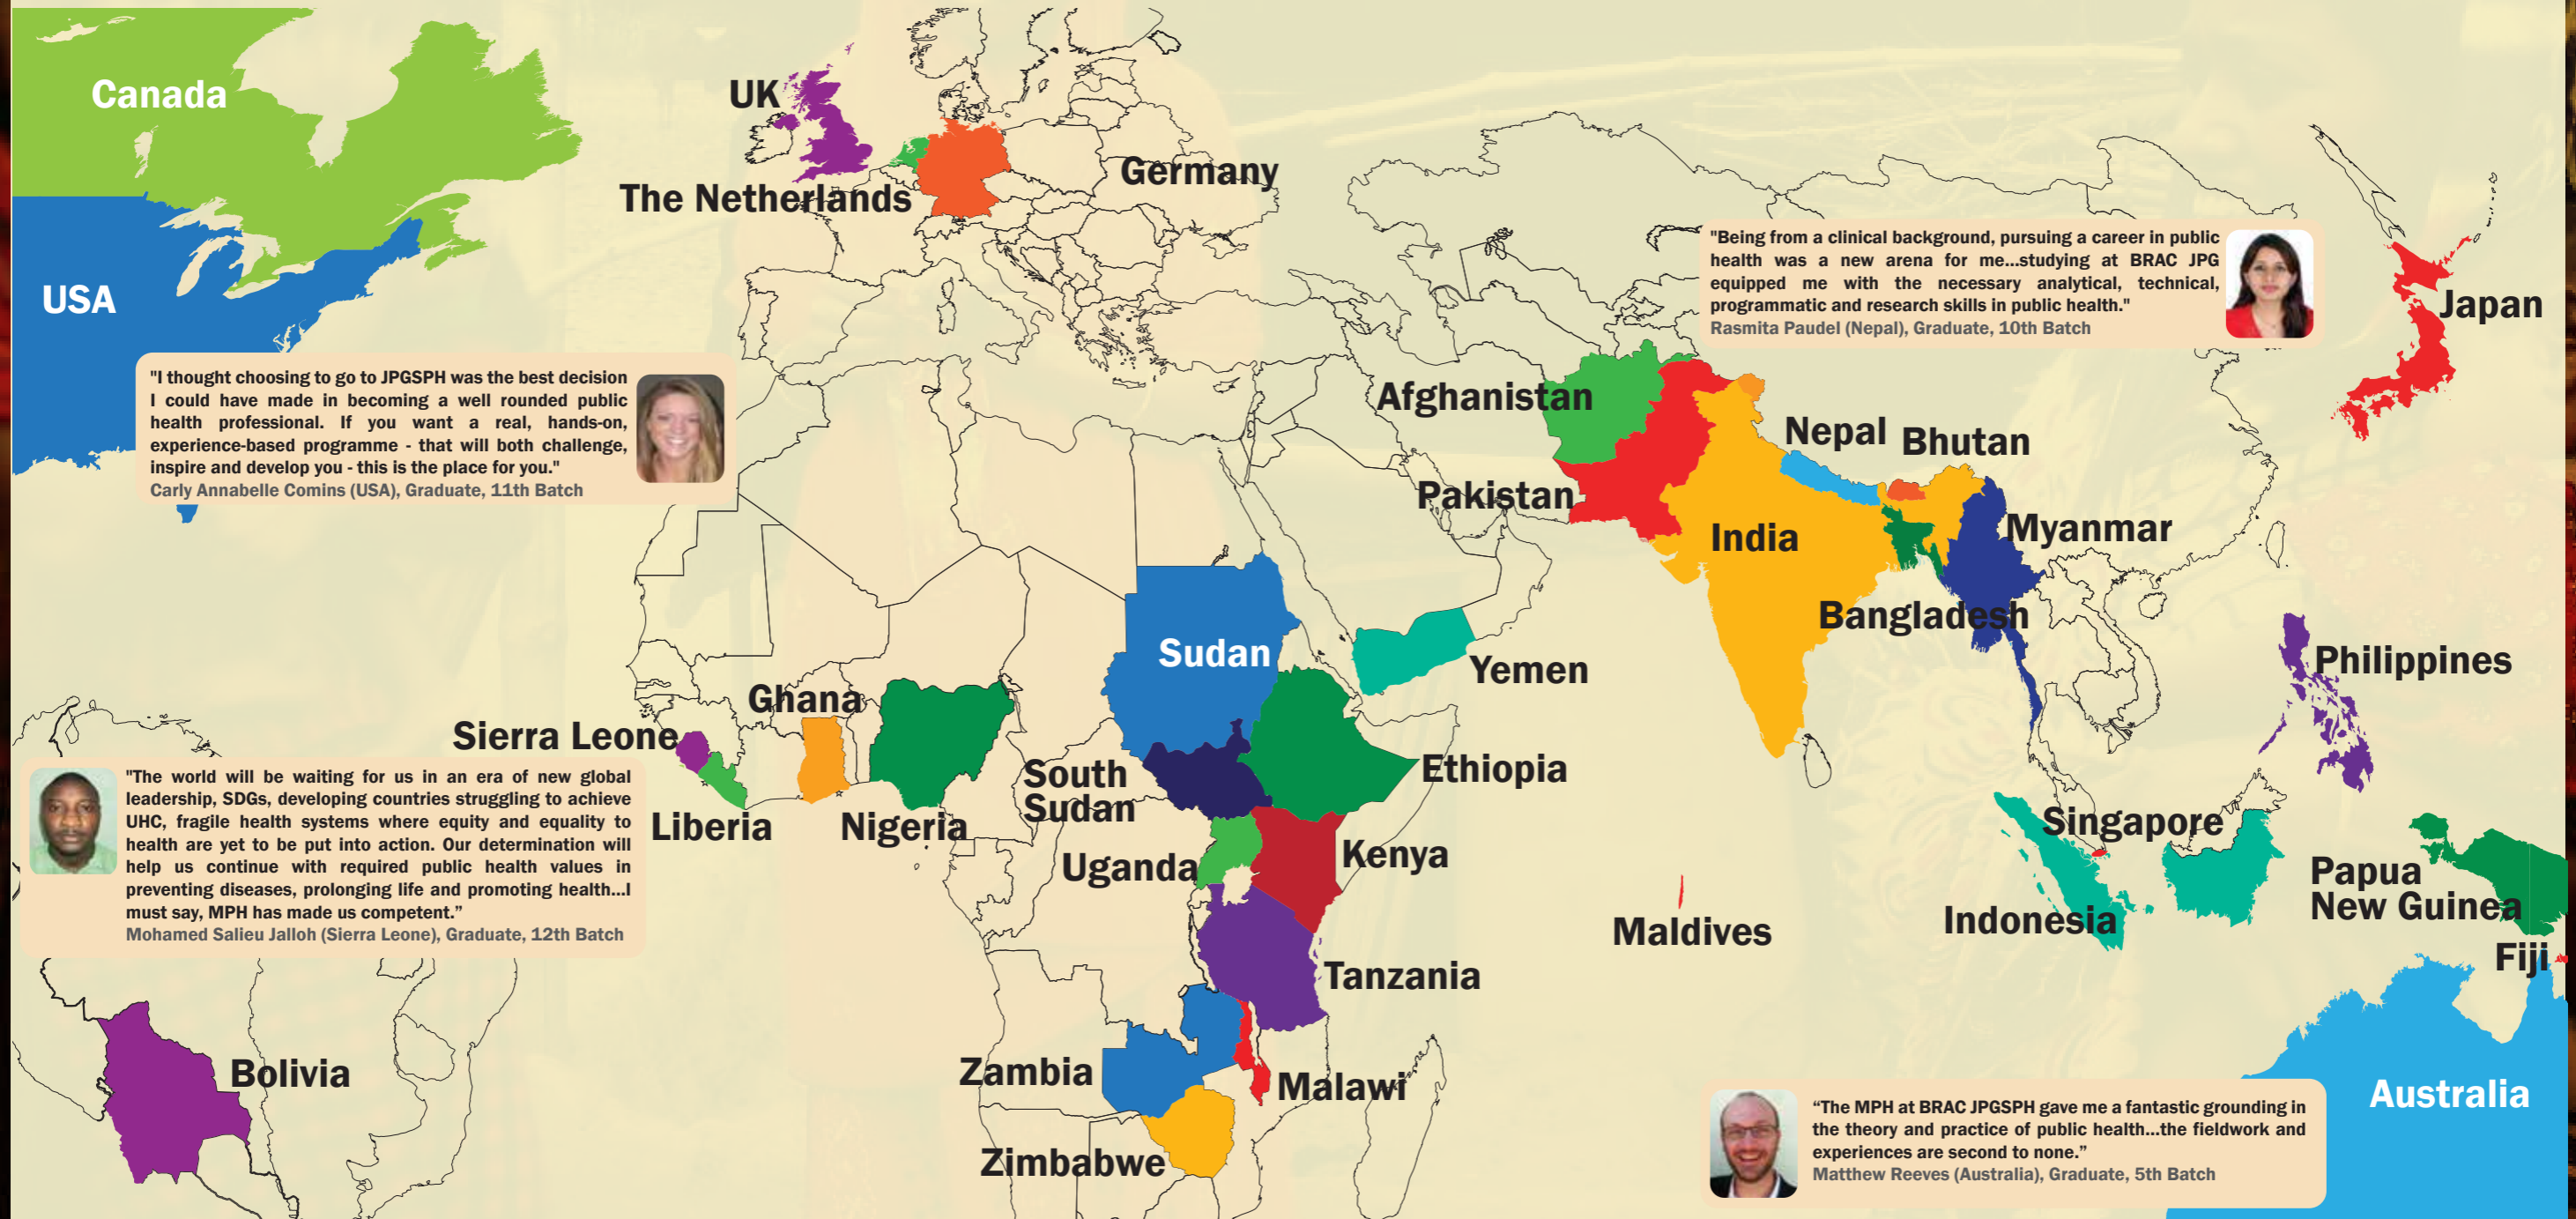 Canada
USA
UK
The Netherlands
Germany
"Being from a clinical background, pursuing a career in public
health was a new arena for me...studying at BRAC JPG
equipped me with the necessary analytical, technical,
programmatic and research skills in public health."
Rasmita Paudel (Nepal), Graduate, 10th Batch
Japan
"I thought choosing to go to JPGSPH was the best decision
I could have made in becoming a well rounded public
health professional. If you want a real, hands-on,
experience-based programme - that will both challenge,
inspire and develop you - this is the place for you."
Carly Annabelle Comins (USA), Graduate, 11th Batch
Afghanistan
Pakistan
Nepal
Bhutan
India
Myanmar
Bangladesh
Philippines
Sudan
Yemen
Ghana
Sierra Leone
Liberia
Nigeria
South
Sudan
Ethiopia
Uganda
Kenya
Tanzania
Maldives
Singapore
Indonesia
Papua
New Guinea
Fiji
"The world will be waiting for us in an era of new global
leadership, SDGs, developing countries struggling to achieve
UHC, fragile health systems where equity and equality to
health are yet to be put into action. Our determination will
help us continue with required public health values in
preventing diseases, prolonging life and promoting health...I
must say, MPH has made us competent.”
Mohamed Salieu Jalloh (Sierra Leone), Graduate, 12th Batch
Bolivia
Zambia
Malawi
Zimbabwe
Australia
“The MPH at BRAC JPGSPH gave me a fantastic grounding in
the theory and practice of public health...the fieldwork and
experiences are second to none.”
Matthew Reeves (Australia), Graduate, 5th Batch